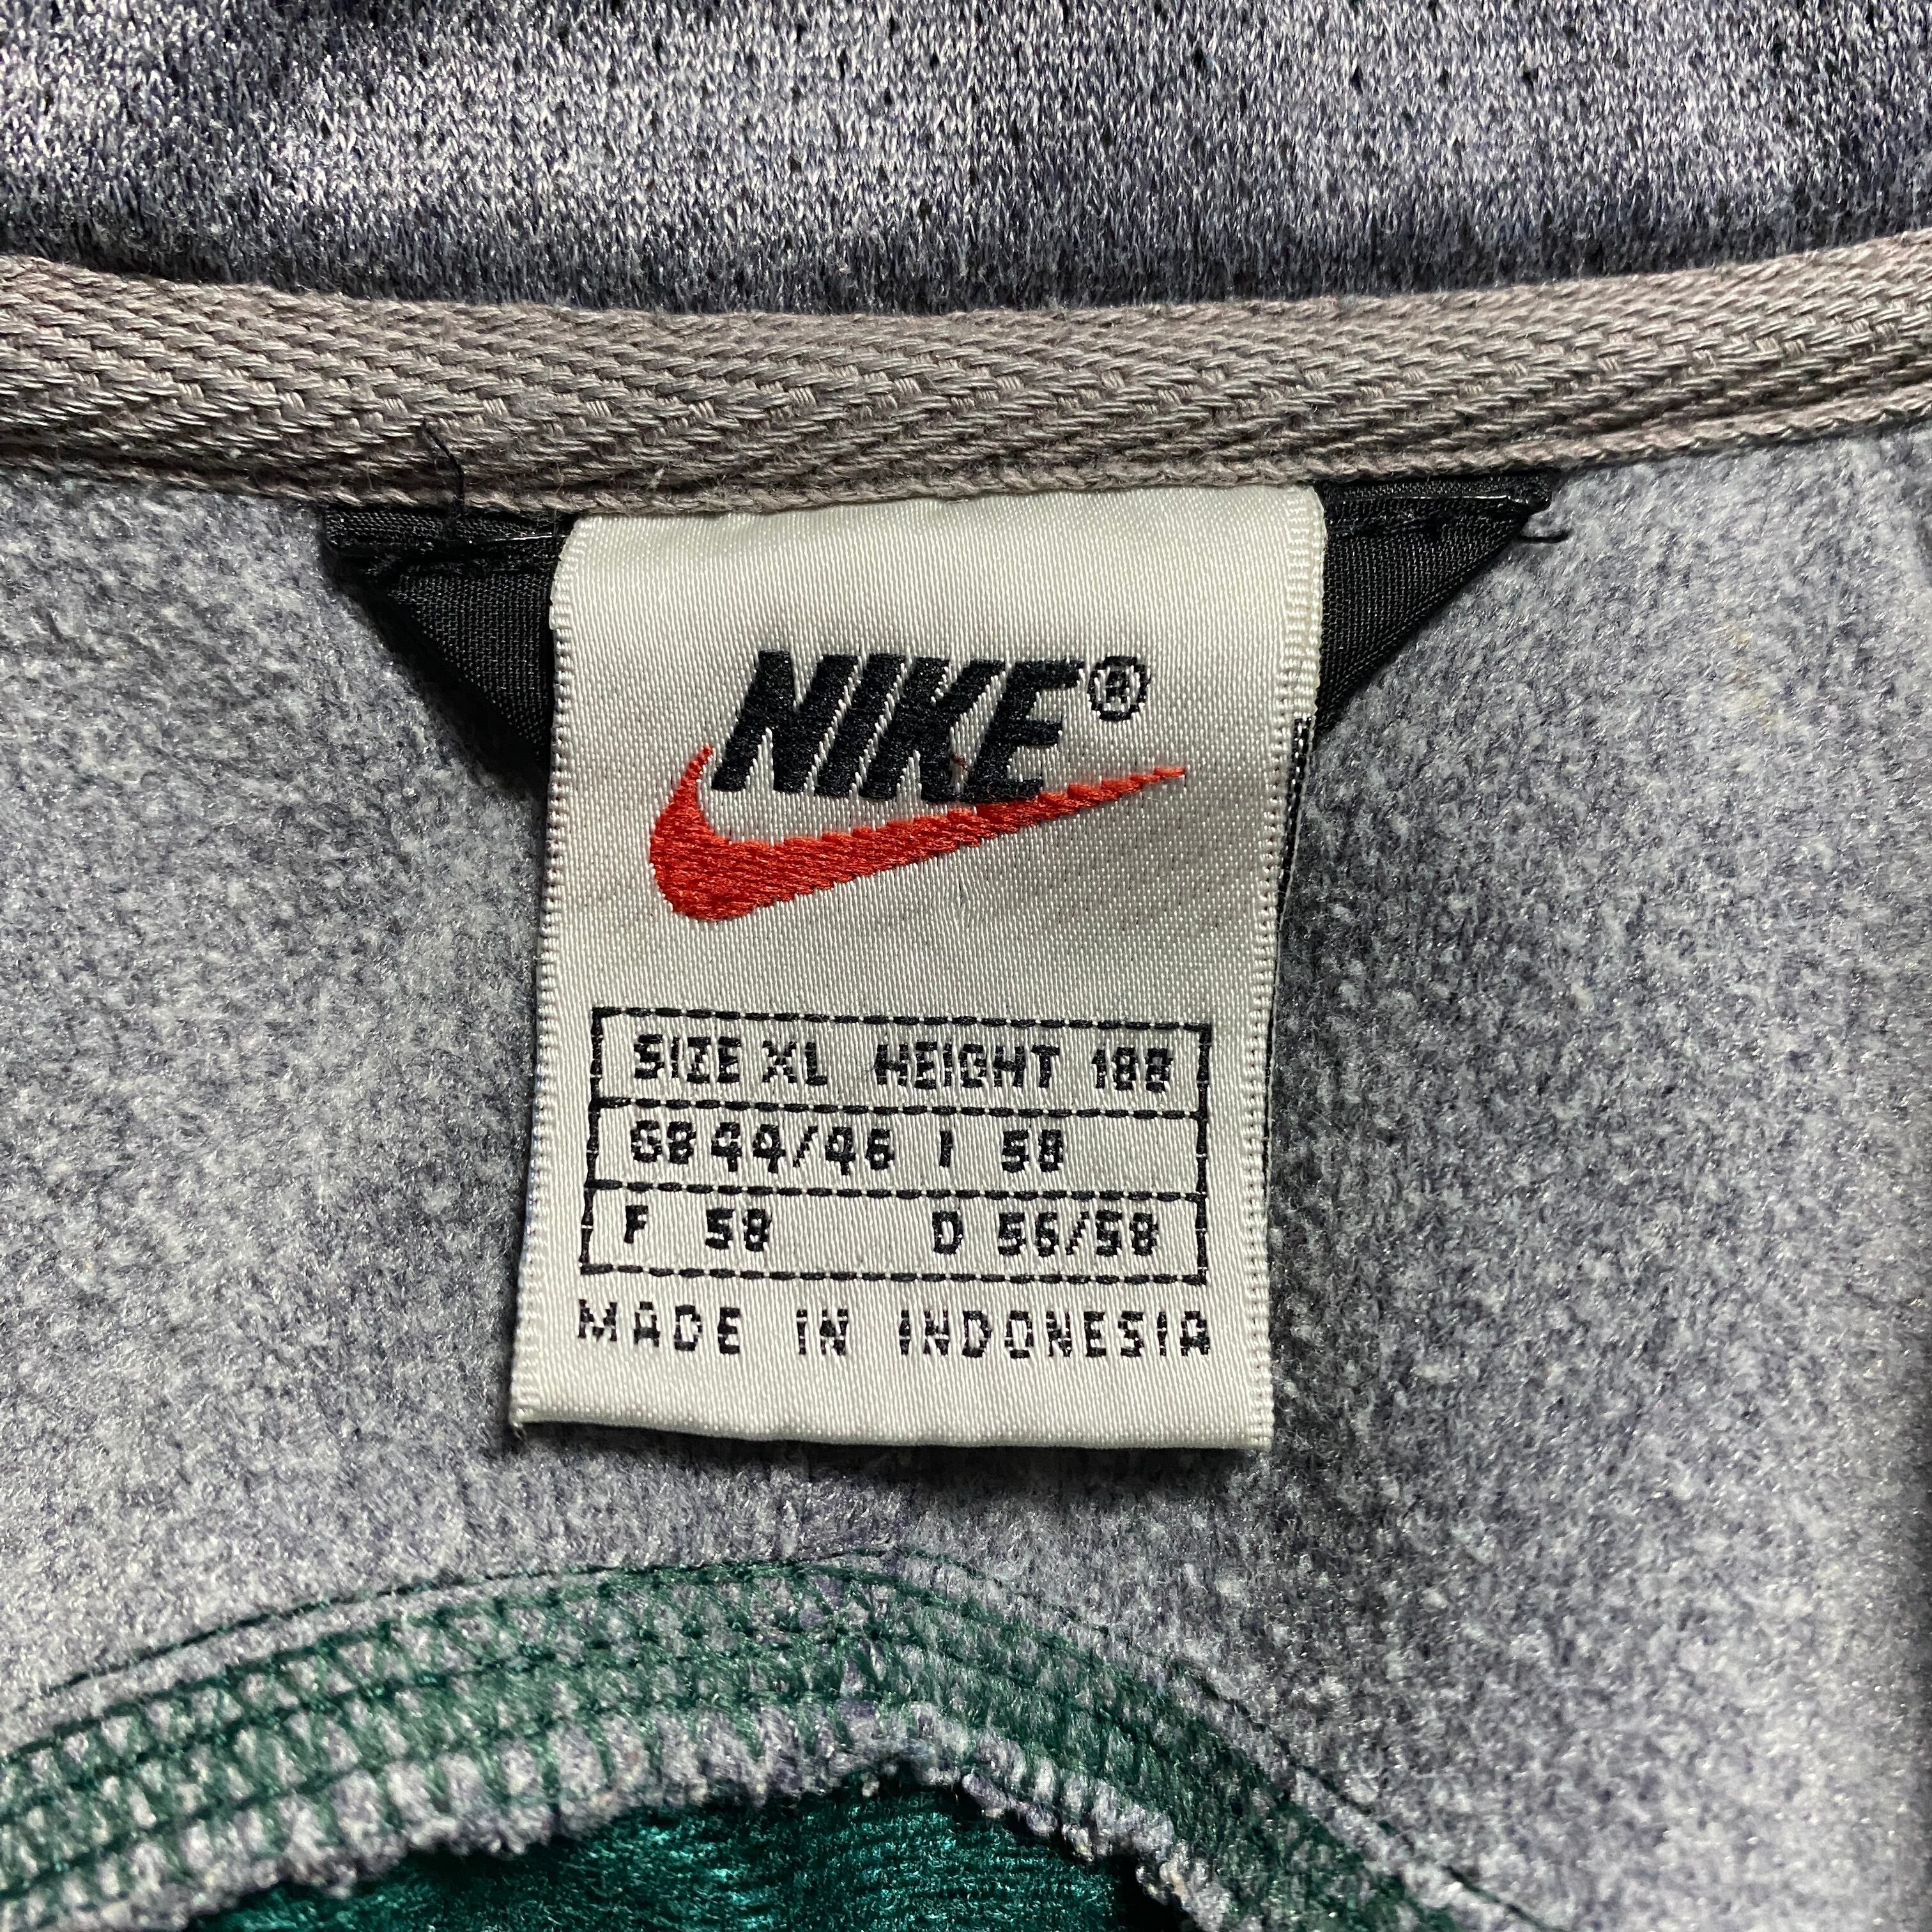 NIKE®
SIZE XL HEIGHT 188
GB 44/46 I 58
F 58 D 56/58
MADE IN INDONESIA